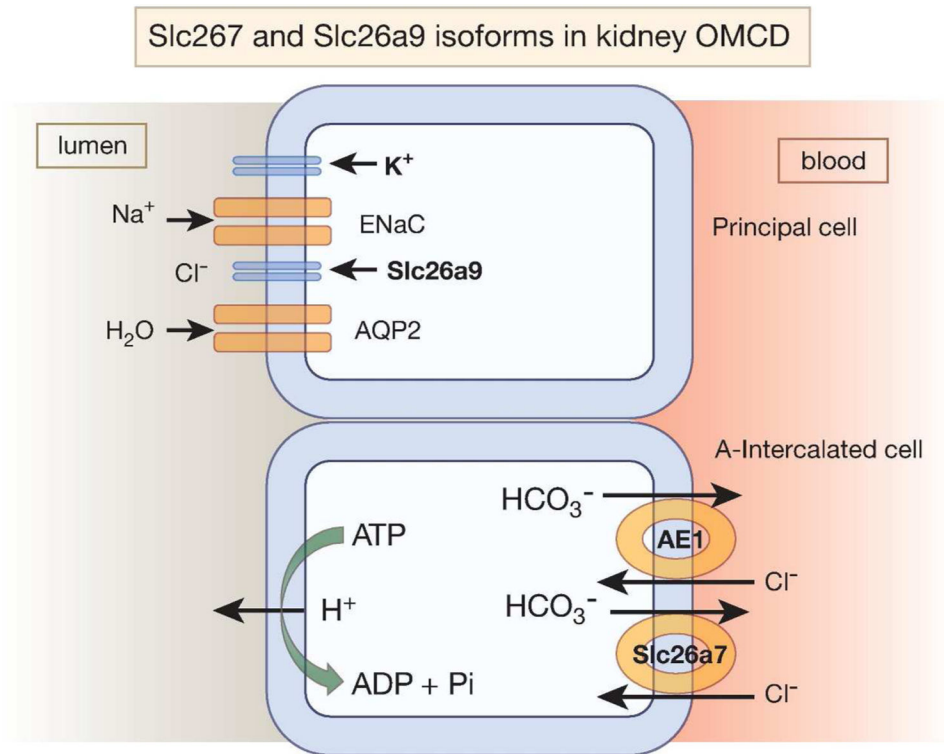 Slc267 and Slc26a9 isoforms in kidney OMCD
lumen
blood
K⁺
Na⁺
ENaC
Principal cell
Cl⁻
Slc26a9
H₂O
AQP2
A-Intercalated cell
HCO₃⁻
ATP
AE1
Cl⁻
H⁺
HCO₃⁻
Slc26a7
ADP + Pi
Cl⁻